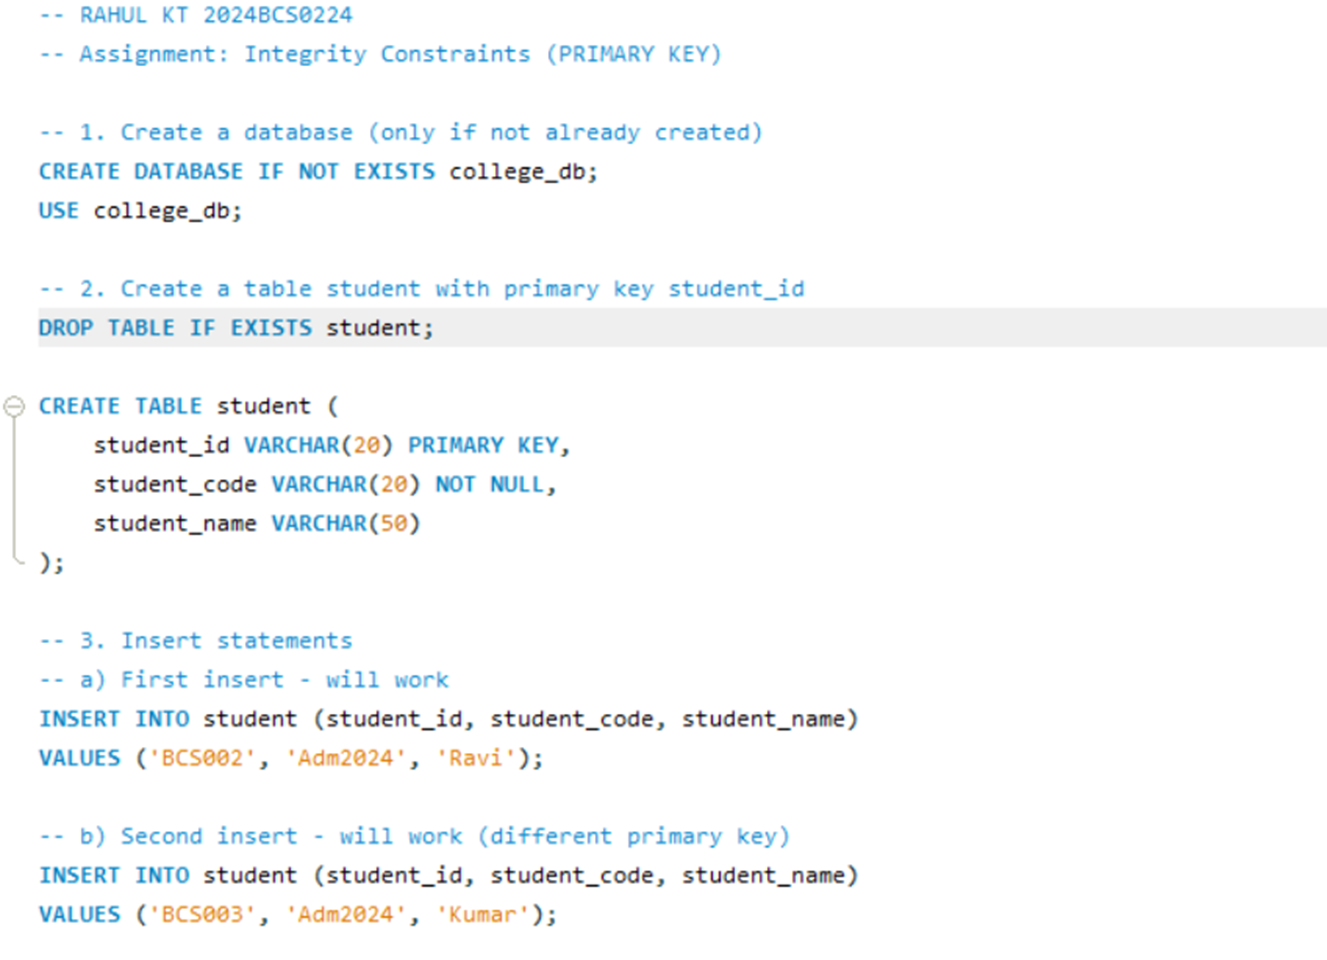 -- RAHUL KT 2024BCS0224
-- Assignment: Integrity Constraints (PRIMARY KEY)
-- 1. Create a database (only if not already created)
CREATE DATABASE IF NOT EXISTS college_db;
USE college_db;
-- 2. Create a table student with primary key student_id
DROP TABLE IF EXISTS student;
CREATE TABLE student (
    student_id VARCHAR(20) PRIMARY KEY,
    student_code VARCHAR(20) NOT NULL,
    student_name VARCHAR(50)
);
-- 3. Insert statements
-- a) First insert - will work
INSERT INTO student (student_id, student_code, student_name)
VALUES ('BCS002', 'Adm2024', 'Ravi');
-- b) Second insert - will work (different primary key)
INSERT INTO student (student_id, student_code, student_name)
VALUES ('BCS003', 'Adm2024', 'Kumar');